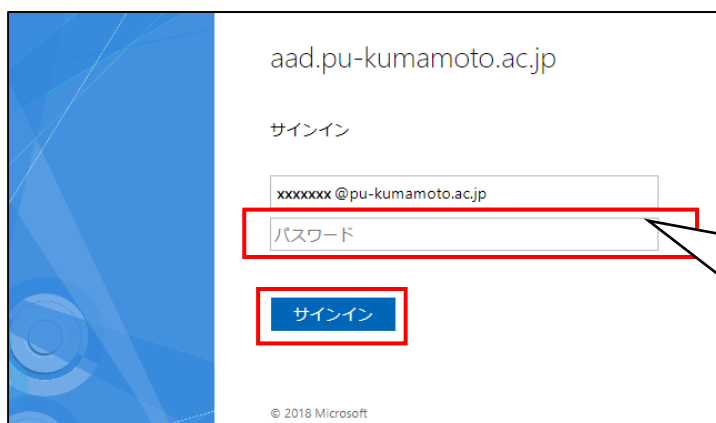 aad.pu-kumamoto.ac.jp
サインイン
xxxxxxx @pu-kumamoto.ac.jp
パスワード
サインイン
© 2018 Microsoft